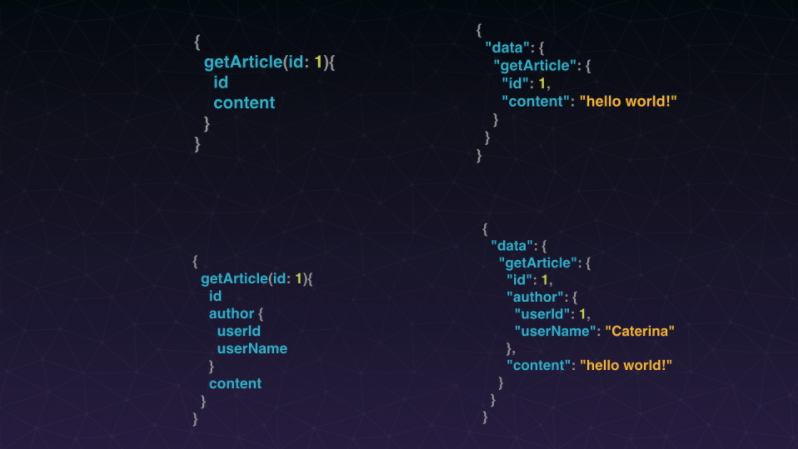 {
  getArticle(id: 1){
    id
    content
  }
}
{
  "data": {
    "getArticle": {
      "id": 1,
      "content": "hello world!"
    }
  }
}
{
  getArticle(id: 1){
    id
    author {
      userId
      userName
    }
    content
  }
}
{
  "data": {
    "getArticle": {
      "id": 1,
      "author": {
        "userId": 1,
        "userName": "Caterina"
      },
      "content": "hello world!"
    }
  }
}